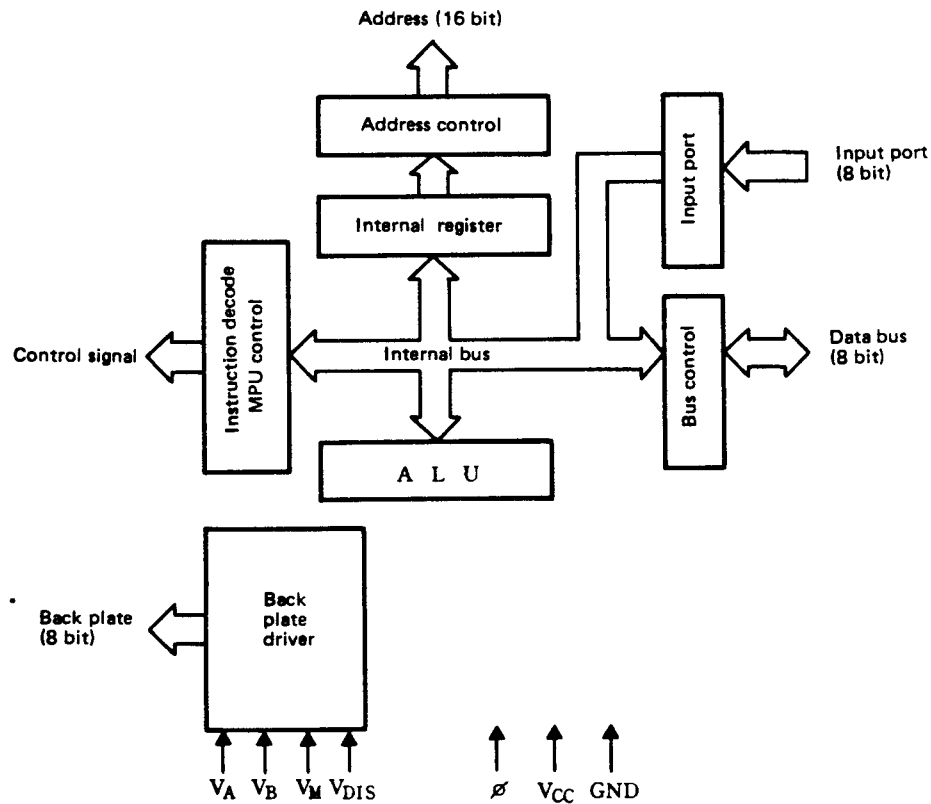 Address (16 bit)
Address control
Internal register
Input port
Input port
(8 bit)
Instruction decode
MPU control
Control signal
Internal bus
Bus control
Data bus
(8 bit)
A L U
Back plate
(8 bit)
Back
plate
driver
VA VB VM VDIS ø VCC GND